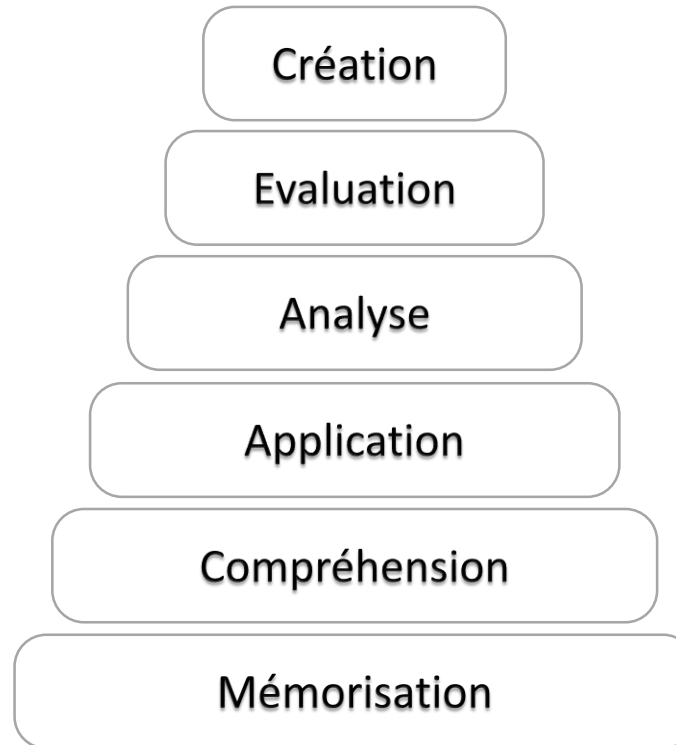 Création
Evaluation
Analyse
Application
Compréhension
Mémorisation